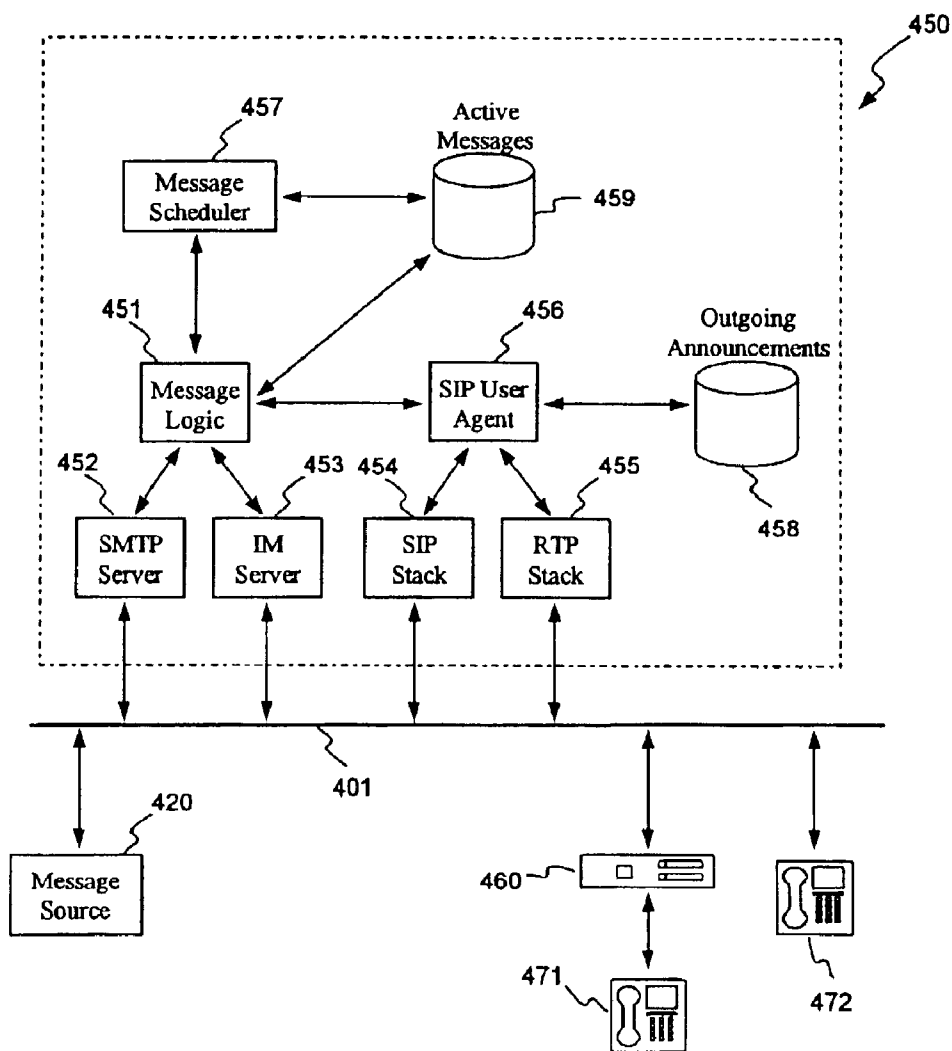 450
457
Active
Messages
Message
Scheduler
459
451
456
Outgoing
Announcements
Message
Logic
SIP User
Agent
452
453
454
455
458
SMTP
Server
IM
Server
SIP
Stack
RTP
Stack
401
420
Message
Source
460
471
472